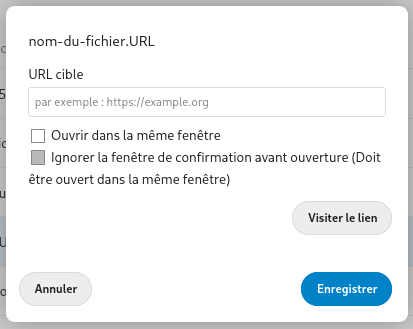 nom-du-fichier.URL
URL cible
par exemple : https://example.org
Ouvrir dans la même fenêtre
Ignorer la fenêtre de confirmation avant ouverture (Doit
être ouvert dans la même fenêtre)
Visiter le lien
Annuler
Enregistrer